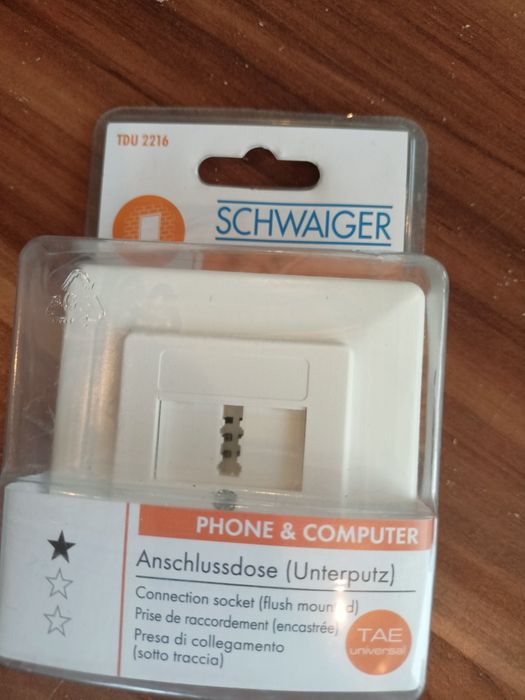 TDU 2216
SCHWAIGER
PHONE & COMPUTER
Anschlussdose (Unterputz)
Connection socket (flush mounted)
Prise de raccordement (encastrée)
Presa di collegamento
(sotto traccia)
TAE
universal